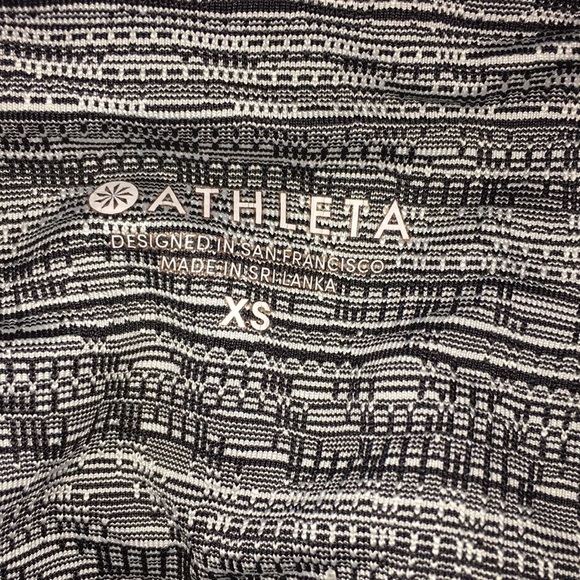 ATHLETA
DESIGNED IN SAN FRANCISCO
MADE IN SRI LANKA
XS